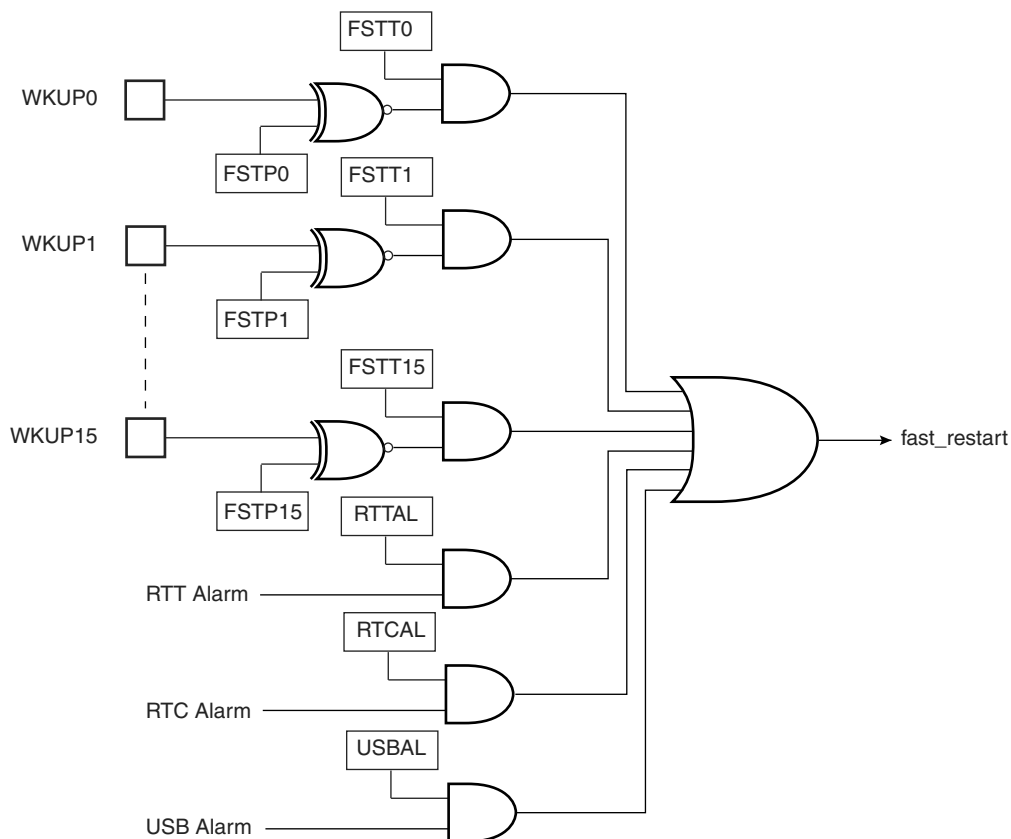 FSTT0
WKUP0
FSTP0
FSTT1
WKUP1
FSTP1
FSTT15
WKUP15
fast_restart
FSTP15
RTTAL
RTT Alarm
RTCAL
RTC Alarm
USBAL
USB Alarm